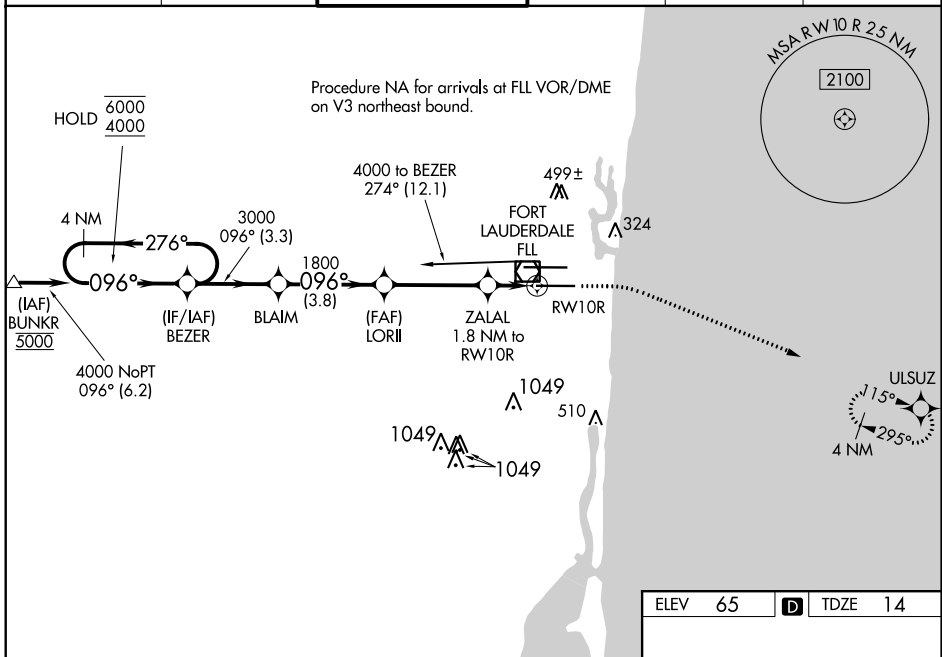 MSA RW 10 R 25 NM
2100
Procedure NA for arrivals at FLL VOR/DME
on V3 northeast bound.
HOLD 6000
4000
4000 to BEZER
274° (12.1)
499±
4 NM
276°
3000
096° (3.3)
FORT
LAUDERDALE
FLL
324
096°
1800
096°
(3.8)
(IAF)
BUNKR
5000
(IF/IAF)
BEZER
BLAIM
(FAF)
LORII
ZALAL
1.8 NM to
RW10R
RW10R
4000 NoPT
096° (6.2)
1049
510
ULSUZ
115°
295°
4 NM
1049
1049
ELEV 65 D TDZE 14